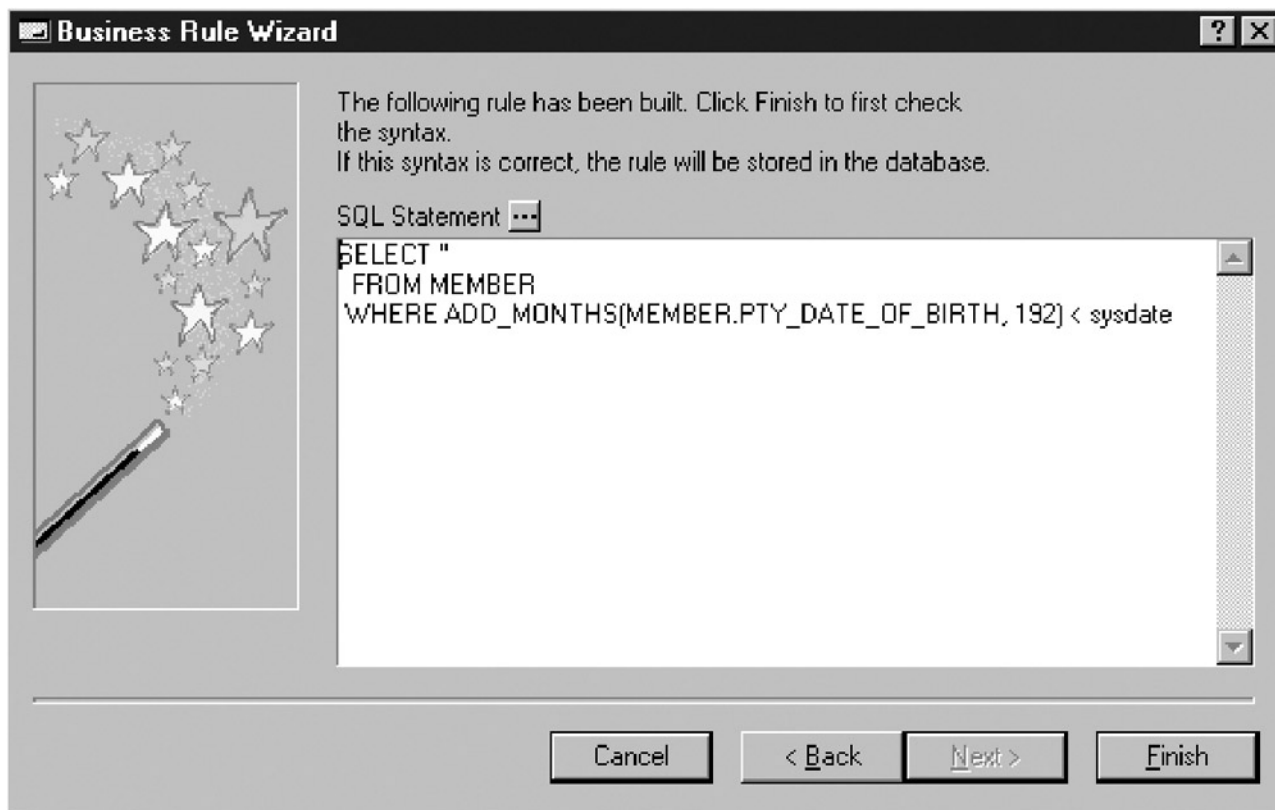 Business Rule Wizard
The following rule has been built. Click Finish to first check
the syntax.
If this syntax is correct, the rule will be stored in the database.
SQL Statement ...
SELECT ''
FROM MEMBER
WHERE ADD_MONTHS(MEMBER.PTY_DATE_OF_BIRTH, 192) < sysdate
Cancel
< Back
Next >
Finish